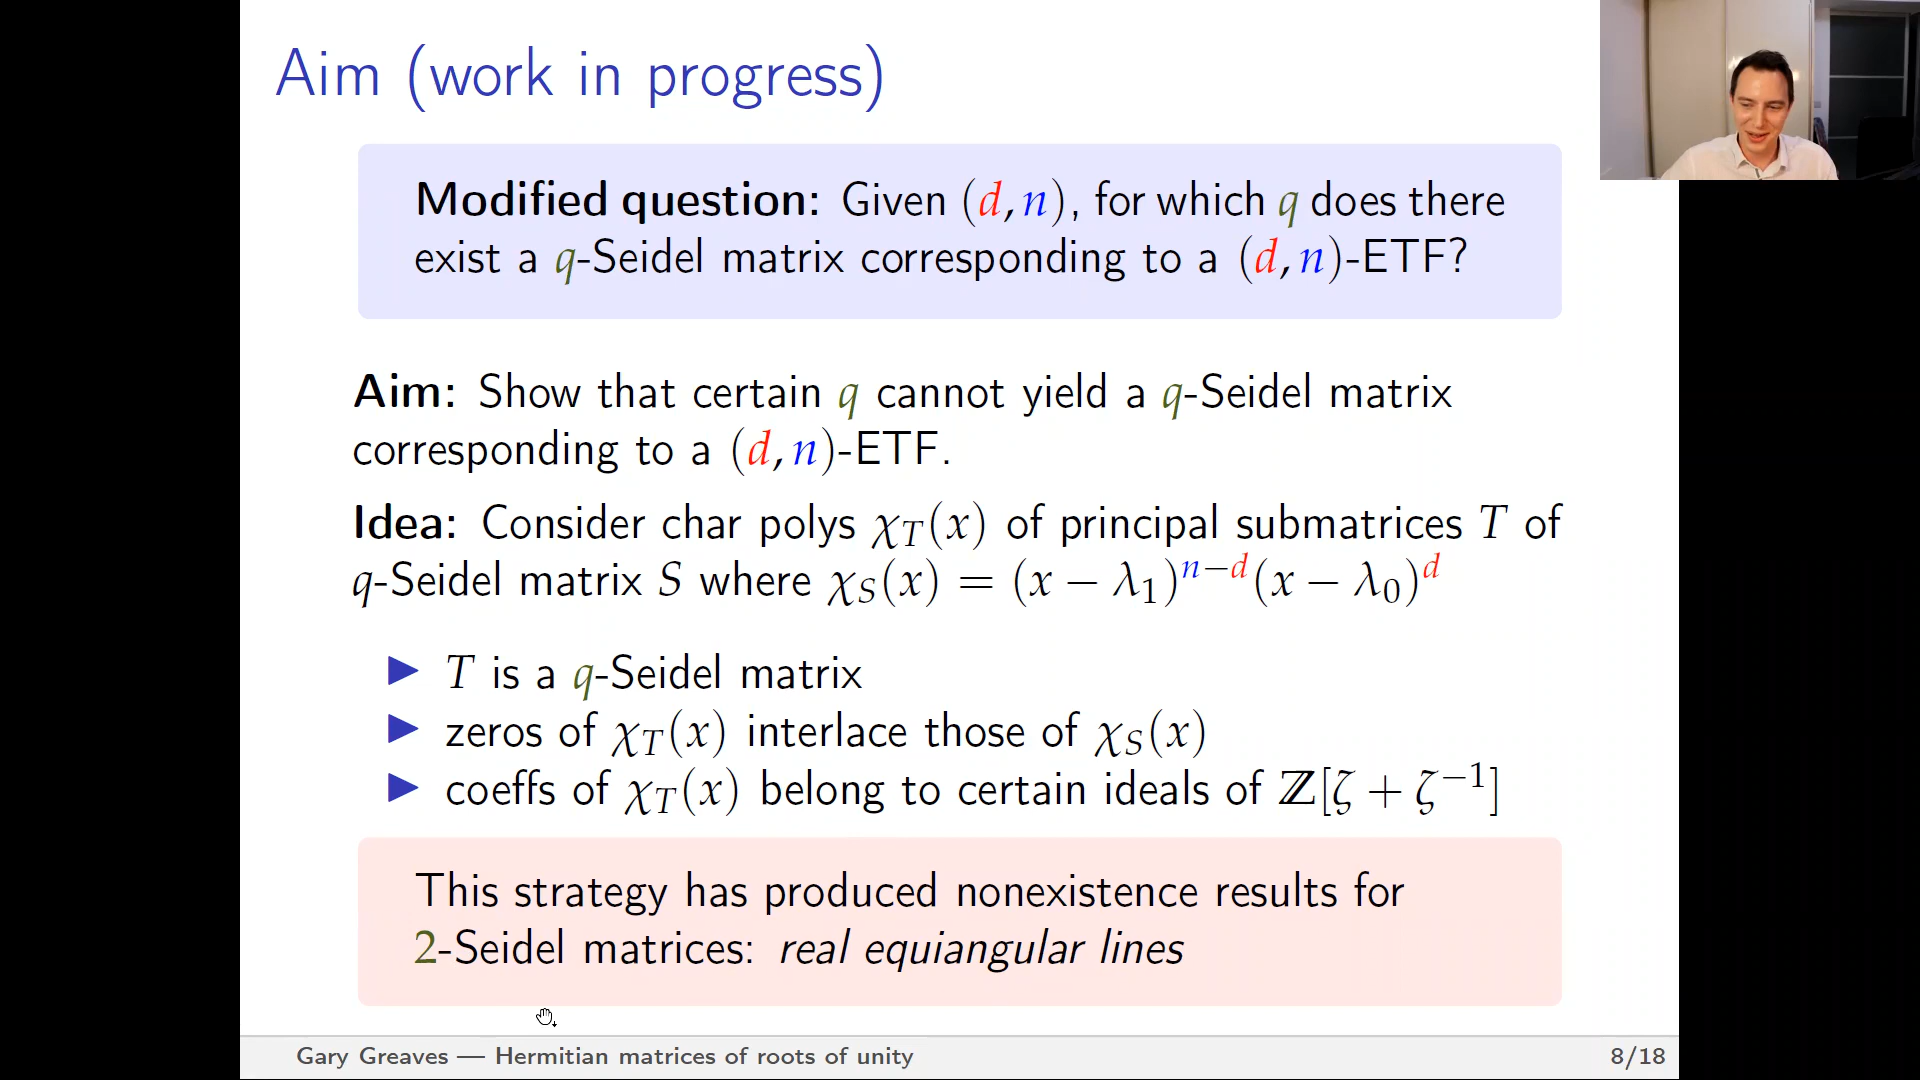 Aim (work in progress)
Modified question: Given (d, n), for which q does there
exist a q-Seidel matrix corresponding to a (d, n)-ETF?
Aim: Show that certain q cannot yield a q-Seidel matrix
corresponding to a (d, n)-ETF.
Idea: Consider char polys χ_T(x) of principal submatrices T of
q-Seidel matrix S where χ_S(x) = (x − λ₁)^{n−d}(x − λ₀)^d
▶ T is a q-Seidel matrix
▶ zeros of χ_T(x) interlace those of χ_S(x)
▶ coeffs of χ_T(x) belong to certain ideals of ℤ[ζ + ζ^{−1}]
This strategy has produced nonexistence results for
2-Seidel matrices: real equiangular lines
Gary Greaves — Hermitian matrices of roots of unity
8/18